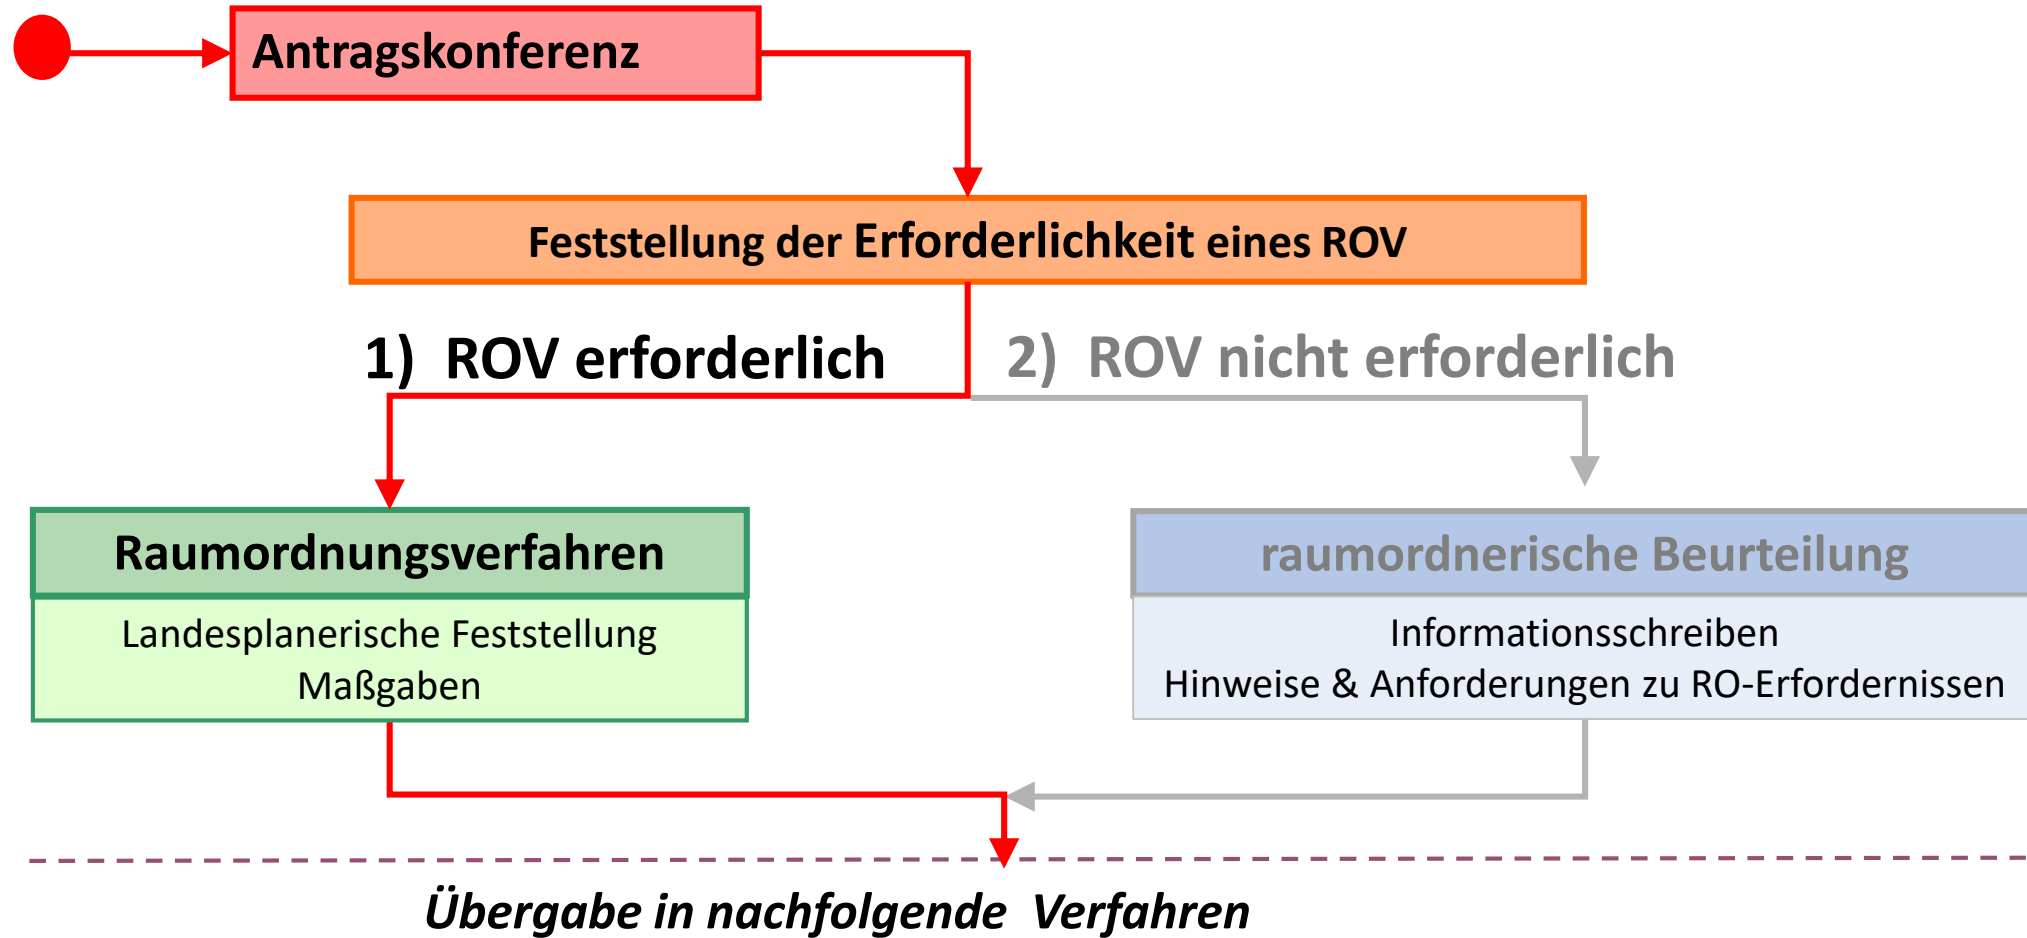 Antragskonferenz
Feststellung der Erforderlichkeit eines ROV
1) ROV erforderlich
2) ROV nicht erforderlich
Raumordnungsverfahren
Landesplanerische Feststellung
Maßgaben
raumordnerische Beurteilung
Informationsschreiben
Hinweise & Anforderungen zu RO-Erfordernissen
Übergabe in nachfolgende Verfahren